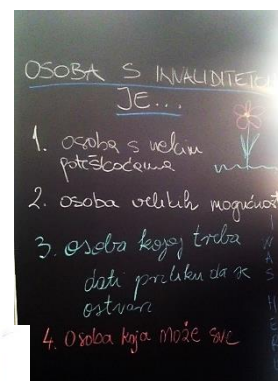 OSOBA S INVALIDITETOM
JE...
1. osoba s nekim
poteškoćama
2. osoba velikih mogućnosti
3. osoba kojoj treba
dati priliku da se
ostvari
4. Osoba koja može sve
I
W
A
S
H
E
R